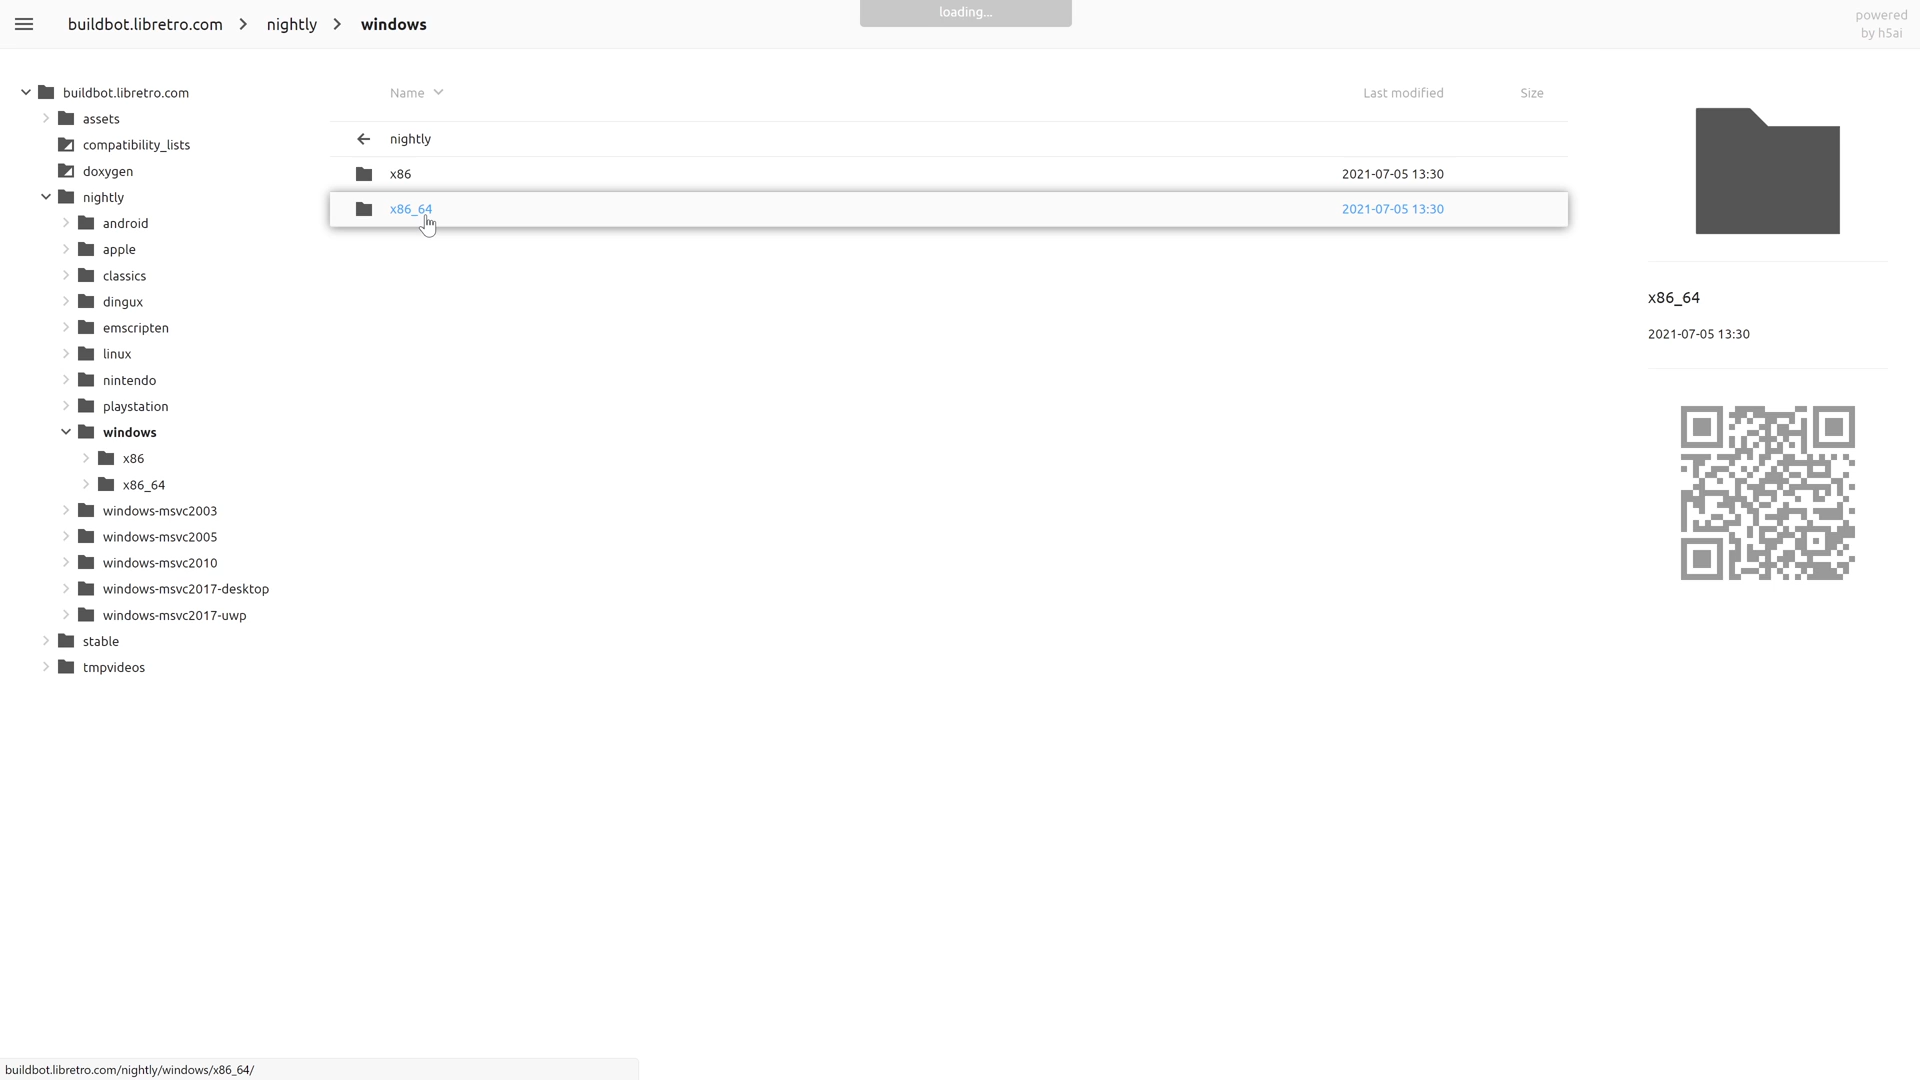 buildbot.libretro.com nightly windows
loading...
powered
by h5ai
buildbot.libretro.com
assets
compatibility_lists
doxygen
nightly
android
apple
classics
dingux
emscripten
linux
nintendo
playstation
windows
x86
x86_64
windows-msvc2003
windows-msvc2005
windows-msvc2010
windows-msvc2017-desktop
windows-msvc2017-uwp
stable
tmpvideos
Name Last modified Size
nightly
x86 2021-07-05 13:30
x86_64 2021-07-05 13:30
x86_64
2021-07-05 13:30
buildbot.libretro.com/nightly/windows/x86_64/